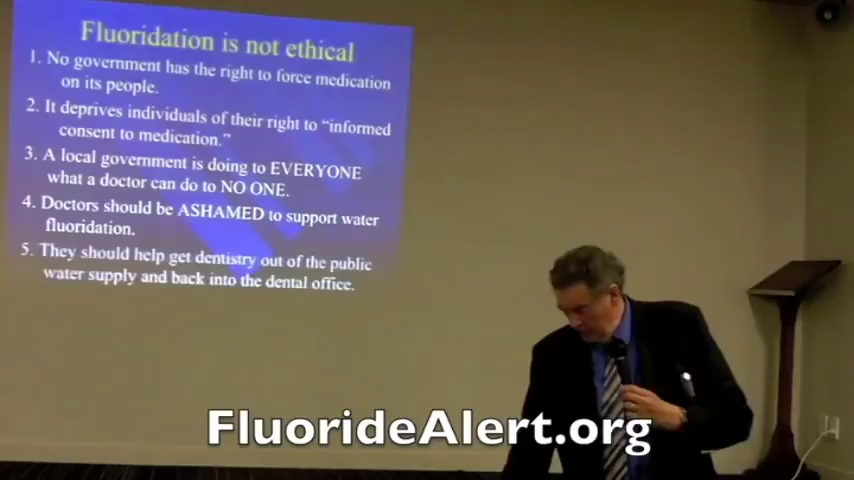 Fluoridation is not ethical
1. No government has the right to force medication
on its people.
2. It deprives individuals of their right to “informed
consent to medication.”
3. A local government is doing to EVERYONE
what a doctor can do to NO ONE.
4. Doctors should be ASHAMED to support water
fluoridation.
5. They should help get dentistry out of the public
water supply and back into the dental office.
FluorideAlert.org